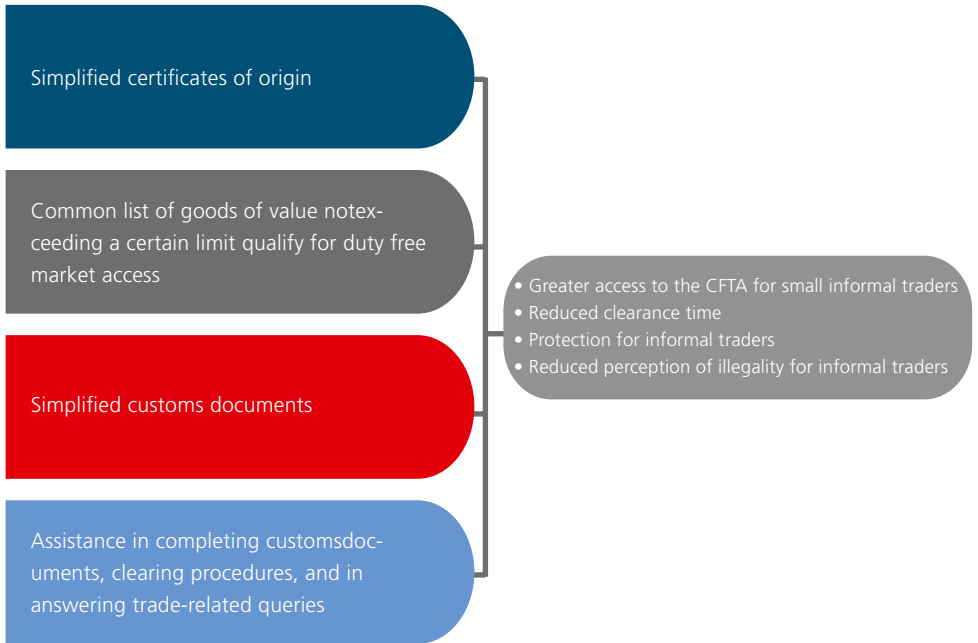 Simplified certificates of origin
Common list of goods of value notex-
ceeding a certain limit qualify for duty free
market access
Simplified customs documents
Assistance in completing customsdoc-
uments, clearing procedures, and in
answering trade-related queries
• Greater access to the CFTA for small informal traders
• Reduced clearance time
• Protection for informal traders
• Reduced perception of illegality for informal traders